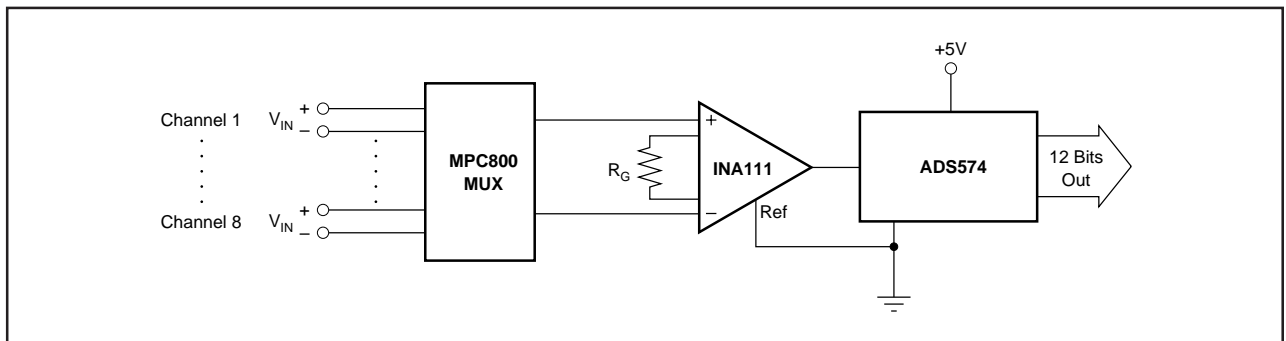 +5V
Channel 1 V_IN + –
MPC800
MUX
R_G
+
–
INA111
Ref
ADS574
12 Bits
Out
Channel 8 V_IN + –